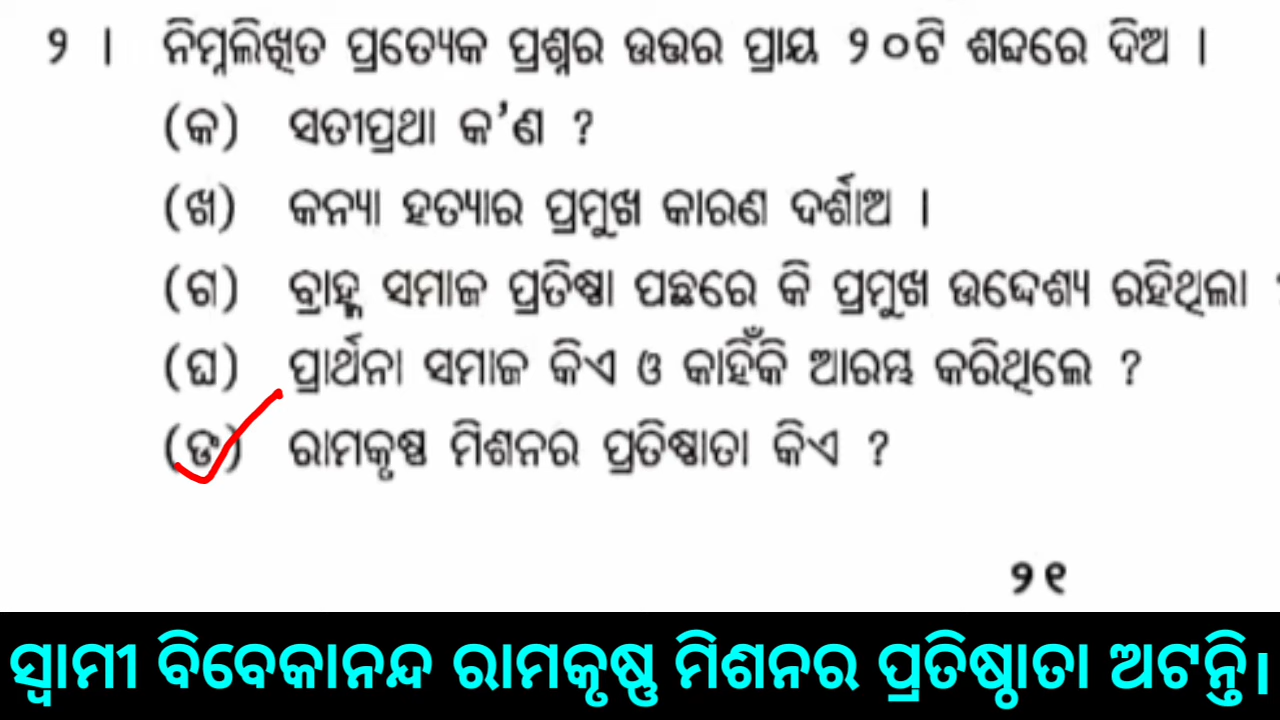 ୨ । ନିମ୍ନଲିଖିତ ପ୍ରତ୍ୟେକ ପ୍ରଶ୍ନର ଉତ୍ତର ପ୍ରାୟ ୨୦ଟି ଶବ୍ଦରେ ଦିଅ ।
(କ) ସତୀପ୍ରଥା କ'ଣ ?
(ଖ) କନ୍ୟା ହତ୍ୟାର ପ୍ରମୁଖ କାରଣ ଦର୍ଶାଅ ।
(ଗ) ବ୍ରାହ୍ମ ସମାଜ ପ୍ରତିଷ୍ଠା ପଛରେ କି ପ୍ରମୁଖ ଉଦ୍ଦେଶ୍ୟ ରହିଥିଲା ?
(ଘ) ପ୍ରାର୍ଥନା ସମାଜ କିଏ ଓ କାହିଁକି ଆରମ୍ଭ କରିଥିଲେ ?
(ଙ) ରାମକୃଷ୍ଣ ମିଶନର ପ୍ରତିଷ୍ଠାତା କିଏ ?
୨୧
ସ୍ୱାମୀ ବିବେକାନନ୍ଦ ରାମକୃଷ୍ଣ ମିଶନର ପ୍ରତିଷ୍ଠାତା ଅଟନ୍ତି।